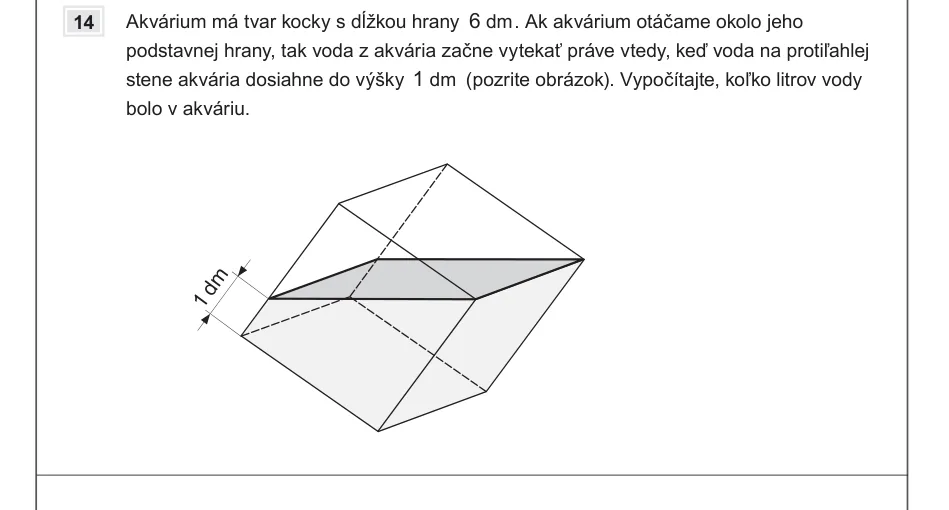 14 Akvárium má tvar kocky s dĺžkou hrany 6 dm. Ak akvárium otáčame okolo jeho
podstavnej hrany, tak voda z akvária začne vytekať práve vtedy, keď voda na protiľahlej
stene akvária dosiahne do výšky 1 dm (pozrite obrázok). Vypočítajte, koľko litrov vody
bolo v akváriu.
1 dm